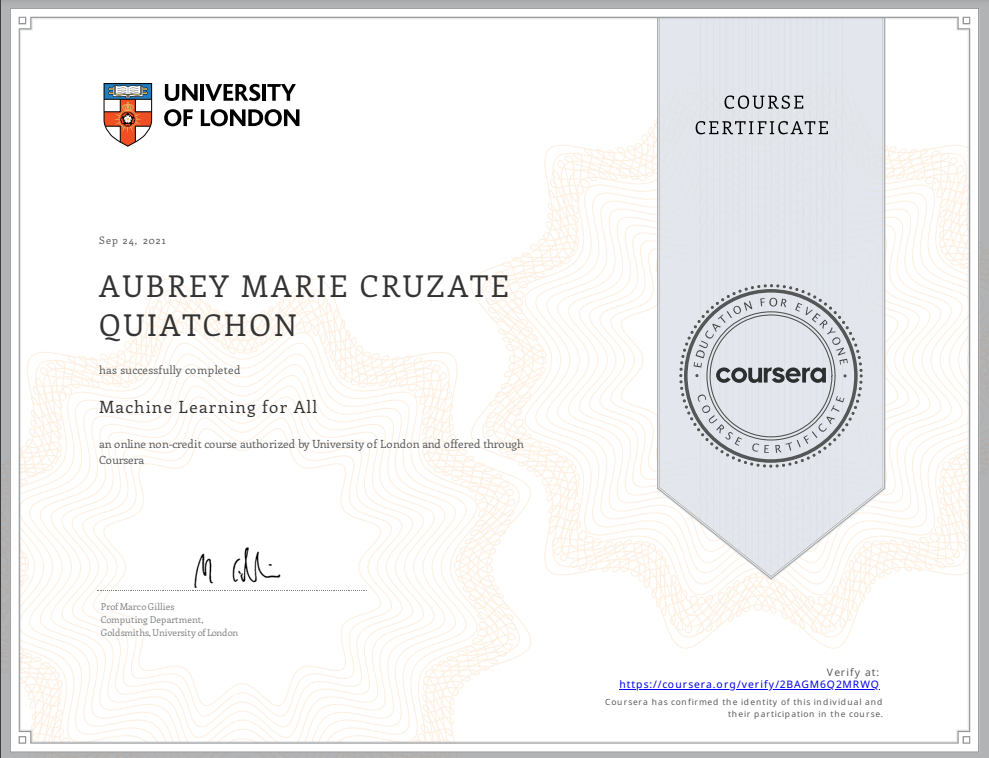 UNIVERSITY
OF LONDON
COURSE
CERTIFICATE
Sep 24, 2021
AUBREY MARIE CRUZATE
QUIATCHON
has successfully completed
Machine Learning for All
an online non-credit course authorized by University of London and offered through
Coursera
EDUCATION FOR EVERYONE
coursera
COURSE CERTIFICATE
Prof Marco Gillies
Computing Department,
Goldsmiths, University of London
Verify at:
https://coursera.org/verify/2BAGM6Q2MRWQ
Coursera has confirmed the identity of this individual and
their participation in the course.